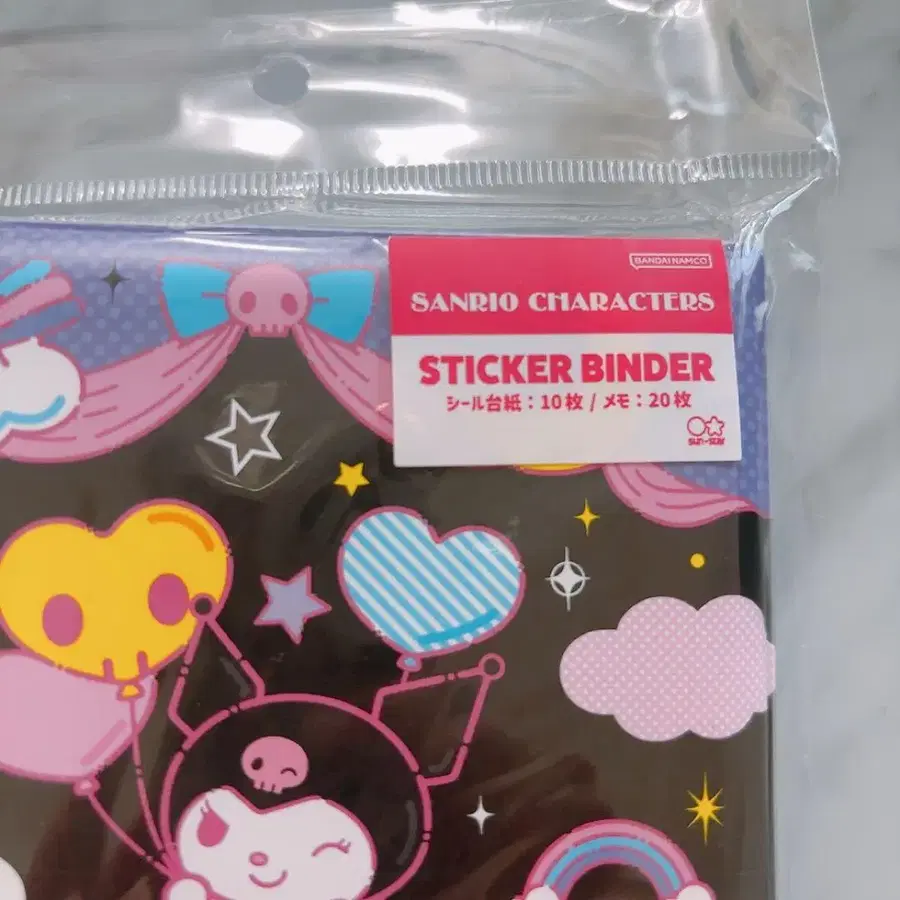 BANDAI NAMCO
SANRIO CHARACTERS
STICKER BINDER
シール台紙：10枚 / メモ：20枚
sun-star